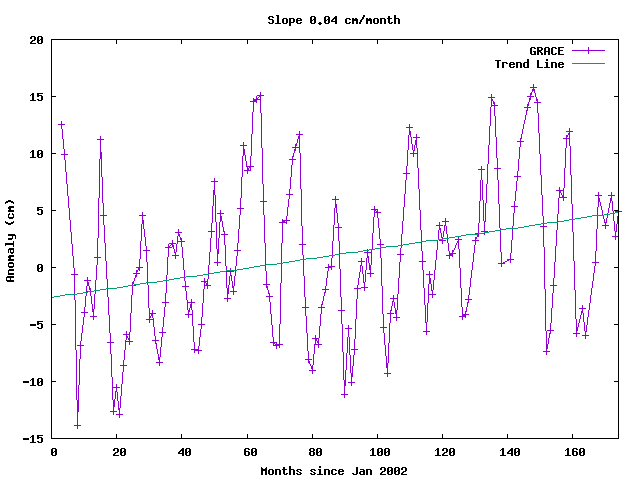 Slope 0.04 cm/month
GRACE
Trend Line
20
15
10
5
0
-5
-10
-15
Anomaly (cm)
0 20 40 60 80 100 120 140 160
Months since Jan 2002